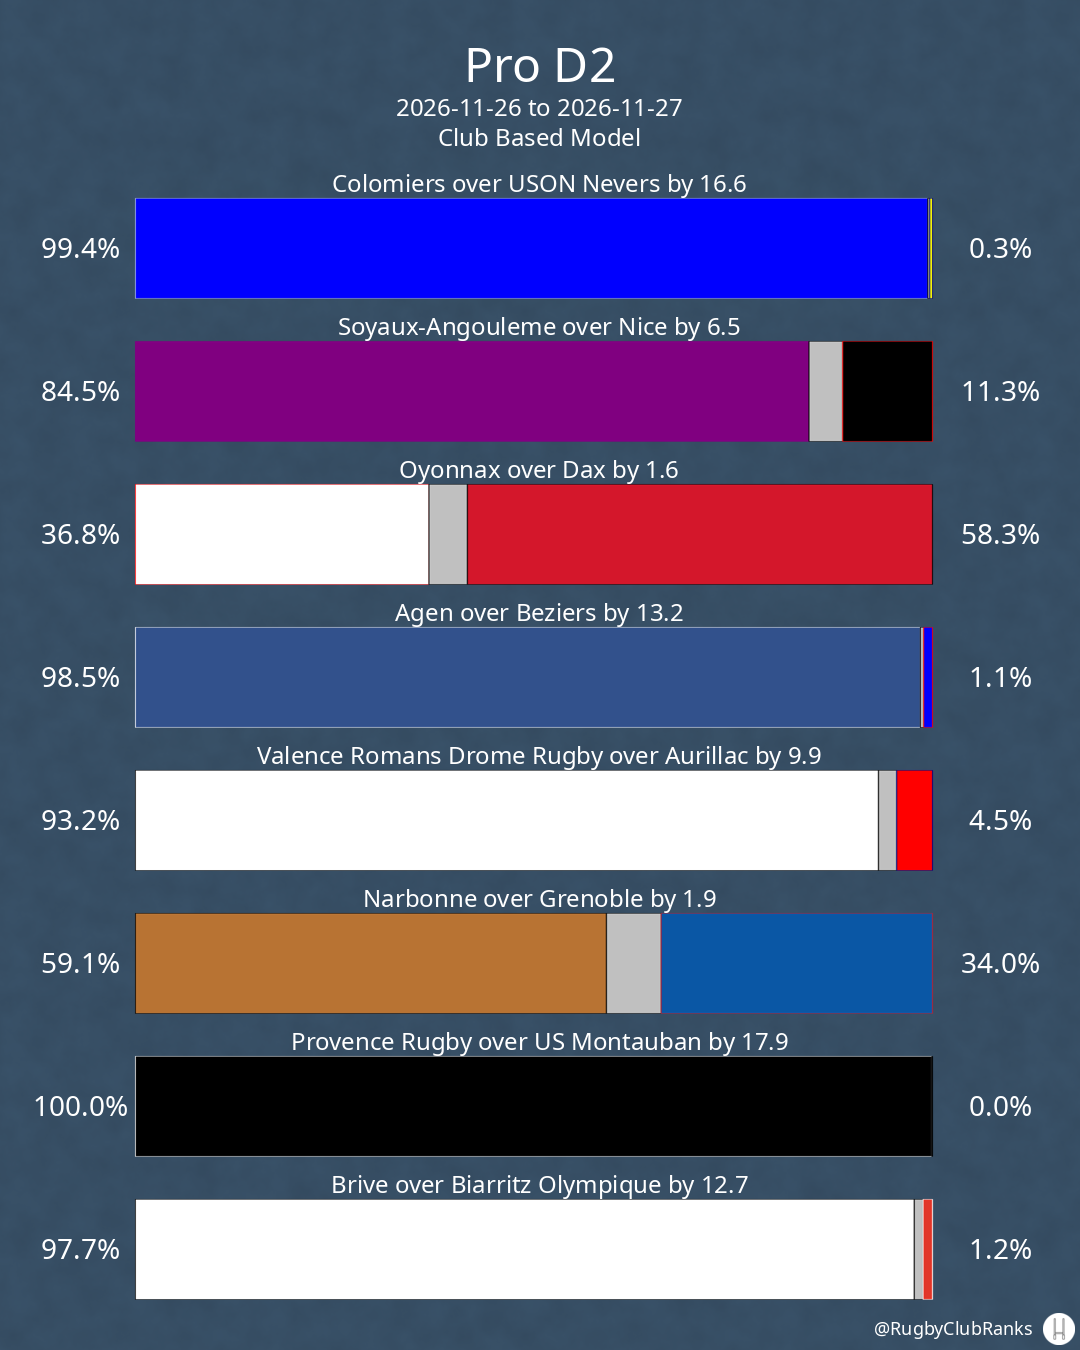 Pro D2
2026-11-26 to 2026-11-27
Club Based Model
Colomiers over USON Nevers by 16.6
99.4% 0.3%
Soyaux-Angouleme over Nice by 6.5
84.5% 11.3%
Oyonnax over Dax by 1.6
36.8% 58.3%
Agen over Beziers by 13.2
98.5% 1.1%
Valence Romans Drome Rugby over Aurillac by 9.9
93.2% 4.5%
Narbonne over Grenoble by 1.9
59.1% 34.0%
Provence Rugby over US Montauban by 17.9
100.0% 0.0%
Brive over Biarritz Olympique by 12.7
97.7% 1.2%
@RugbyClubRanks